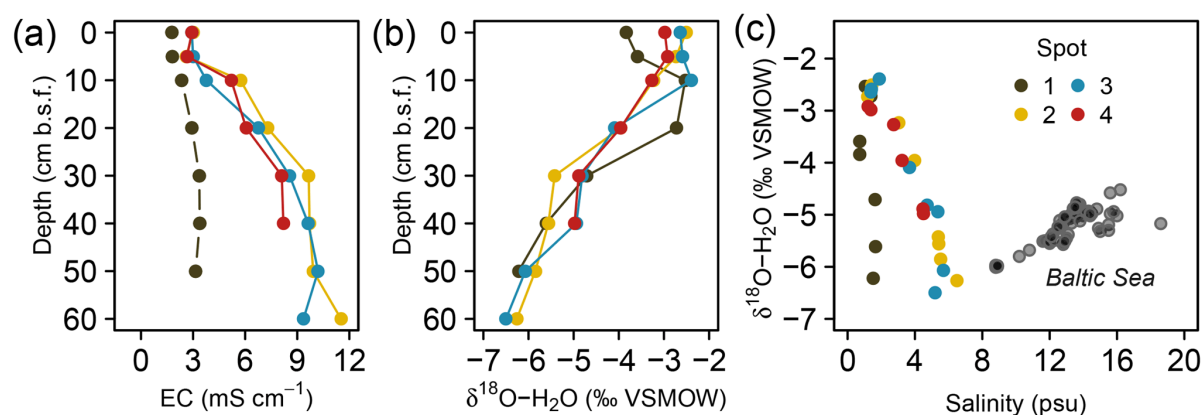 (a)
0
10
20
30
40
50
60
Depth (cm b.s.f.)
0 3 6 9 12
EC (mS cm⁻¹)
(b)
0
10
20
30
40
50
60
Depth (cm b.s.f.)
−7 −6 −5 −4 −3 −2
δ¹⁸O−H₂O (‰ VSMOW)
(c)
−2
−3
−4
−5
−6
−7
δ¹⁸O−H₂O (‰ VSMOW)
Spot
1 3
2 4
Baltic Sea
0 4 8 12 16 20
Salinity (psu)